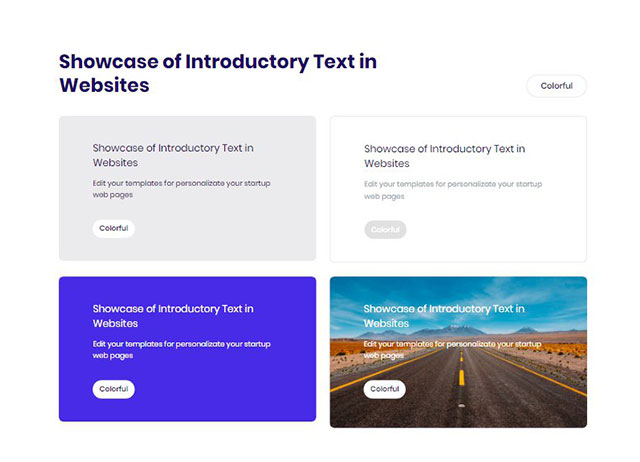 Showcase of Introductory Text in
Websites
Colorful
Showcase of Introductory Text in
Websites
Edit your templates for personalizate your startup
web pages
Colorful
Showcase of Introductory Text in
Websites
Edit your templates for personalizate your startup
web pages
Colorful
Showcase of Introductory Text in
Websites
Edit your templates for personalizate your startup
web pages
Colorful
Showcase of Introductory Text in
Websites
Edit your templates for personalizate your startup
web pages
Colorful